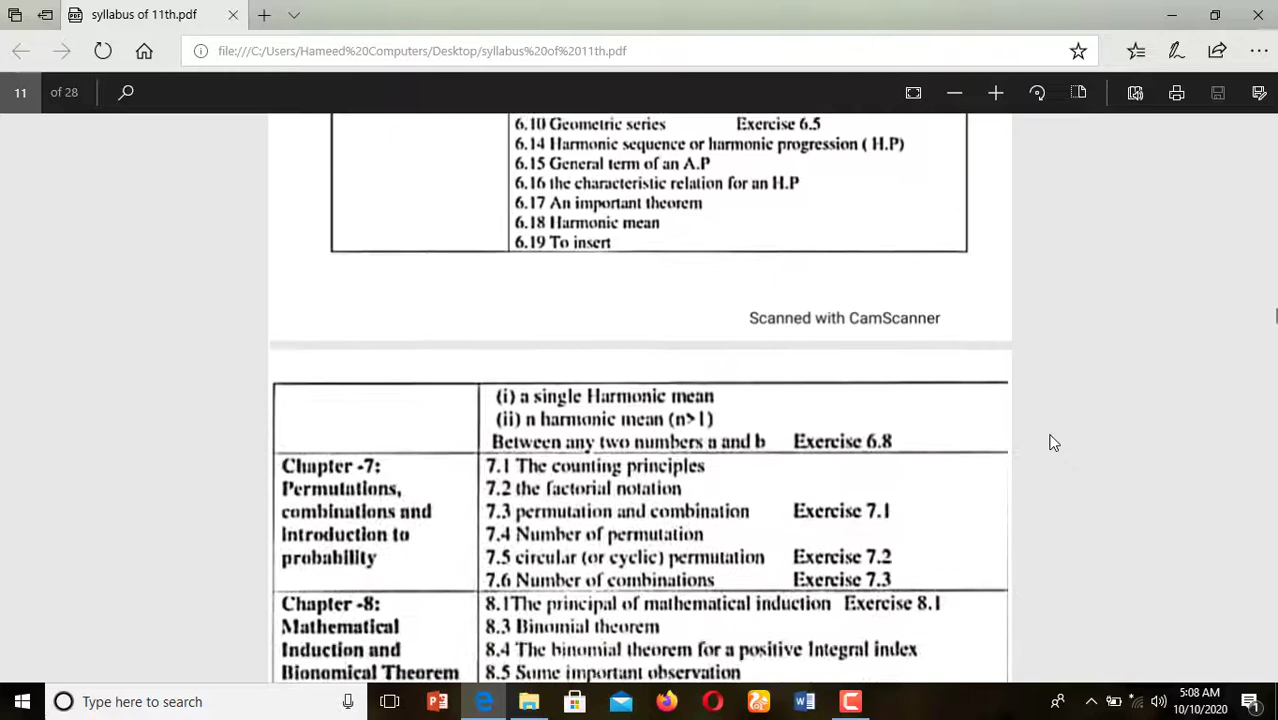 syllabus of 11th.pdf
file:///C:/Users/Hameed%20Computers/Desktop/syllabus%20of%2011th.pdf
11 of 28
6.10 Geometric series Exercise 6.5
6.14 Harmonic sequence or harmonic progression ( H.P)
6.15 General term of an A.P
6.16 the characteristic relation for an H.P
6.17 An important theorem
6.18 Harmonic mean
6.19 To insert
Scanned with CamScanner
(i) a single Harmonic mean
(ii) n harmonic mean (n>1)
Between any two numbers a and b Exercise 6.8
Chapter -7:
Permutations,
combinations and
Introduction to
probability
7.1 The counting principles
7.2 the factorial notation
7.3 permutation and combination Exercise 7.1
7.4 Number of permutation
7.5 circular (or cyclic) permutation Exercise 7.2
7.6 Number of combinations Exercise 7.3
Chapter -8:
Mathematical
Induction and
Bionomical Theorem
8.1The principal of mathematical induction Exercise 8.1
8.3 Binomial theorem
8.4 The binomial theorem for a positive Integral index
8.5 Some important observation
Type here to search
5:08 AM
10/10/2020